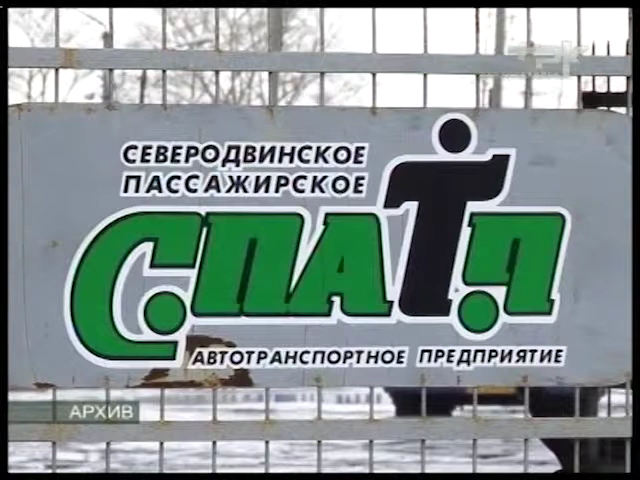 СЕВЕРОДВИНСКОЕ
ПАССАЖИРСКОЕ
СПАТП
АВТОТРАНСПОРТНОЕ ПРЕДПРИЯТИЕ
АРХИВ